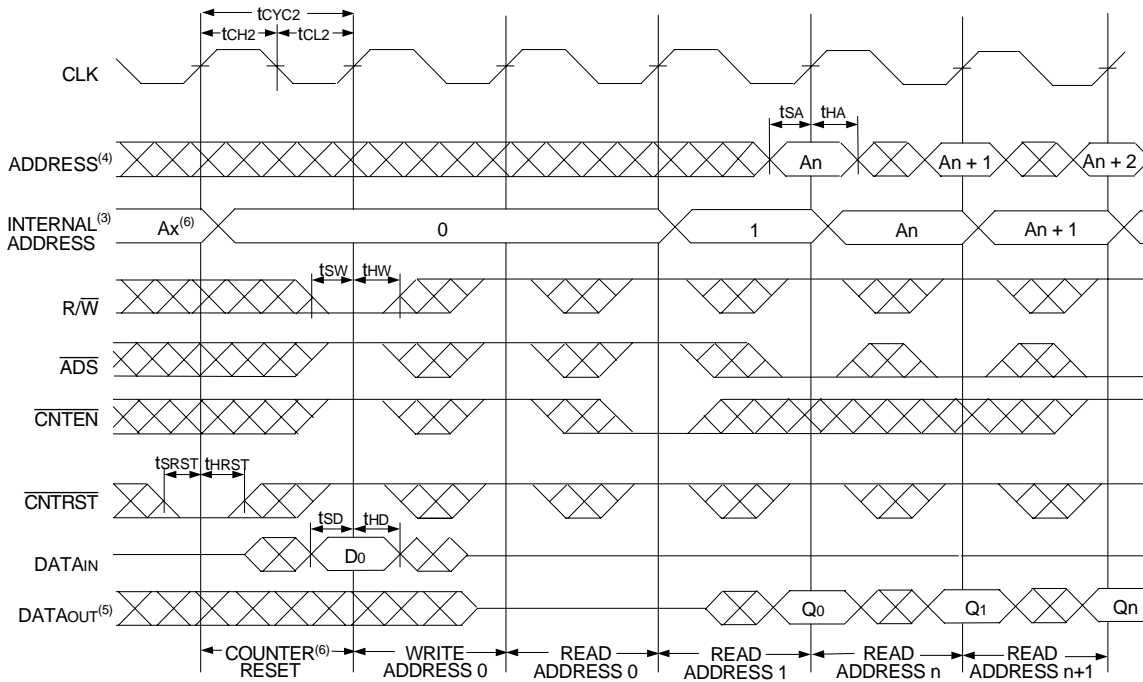 tCYC2
tCH2 tCL2
CLK
tSA tHA
ADDRESS(4) An An + 1 An + 2
INTERNAL(3) ADDRESS Ax(6) 0 1 An An + 1
tSW tHW
R/W
ADS
CNTEN
tSRST tHRST
CNTRST
tSD tHD
DATAIN D0
DATAOUT(5) Q0 Q1 Qn
COUNTER(6) WRITE READ READ READ READ
RESET ADDRESS 0 ADDRESS 0 ADDRESS 1 ADDRESS n ADDRESS n+1